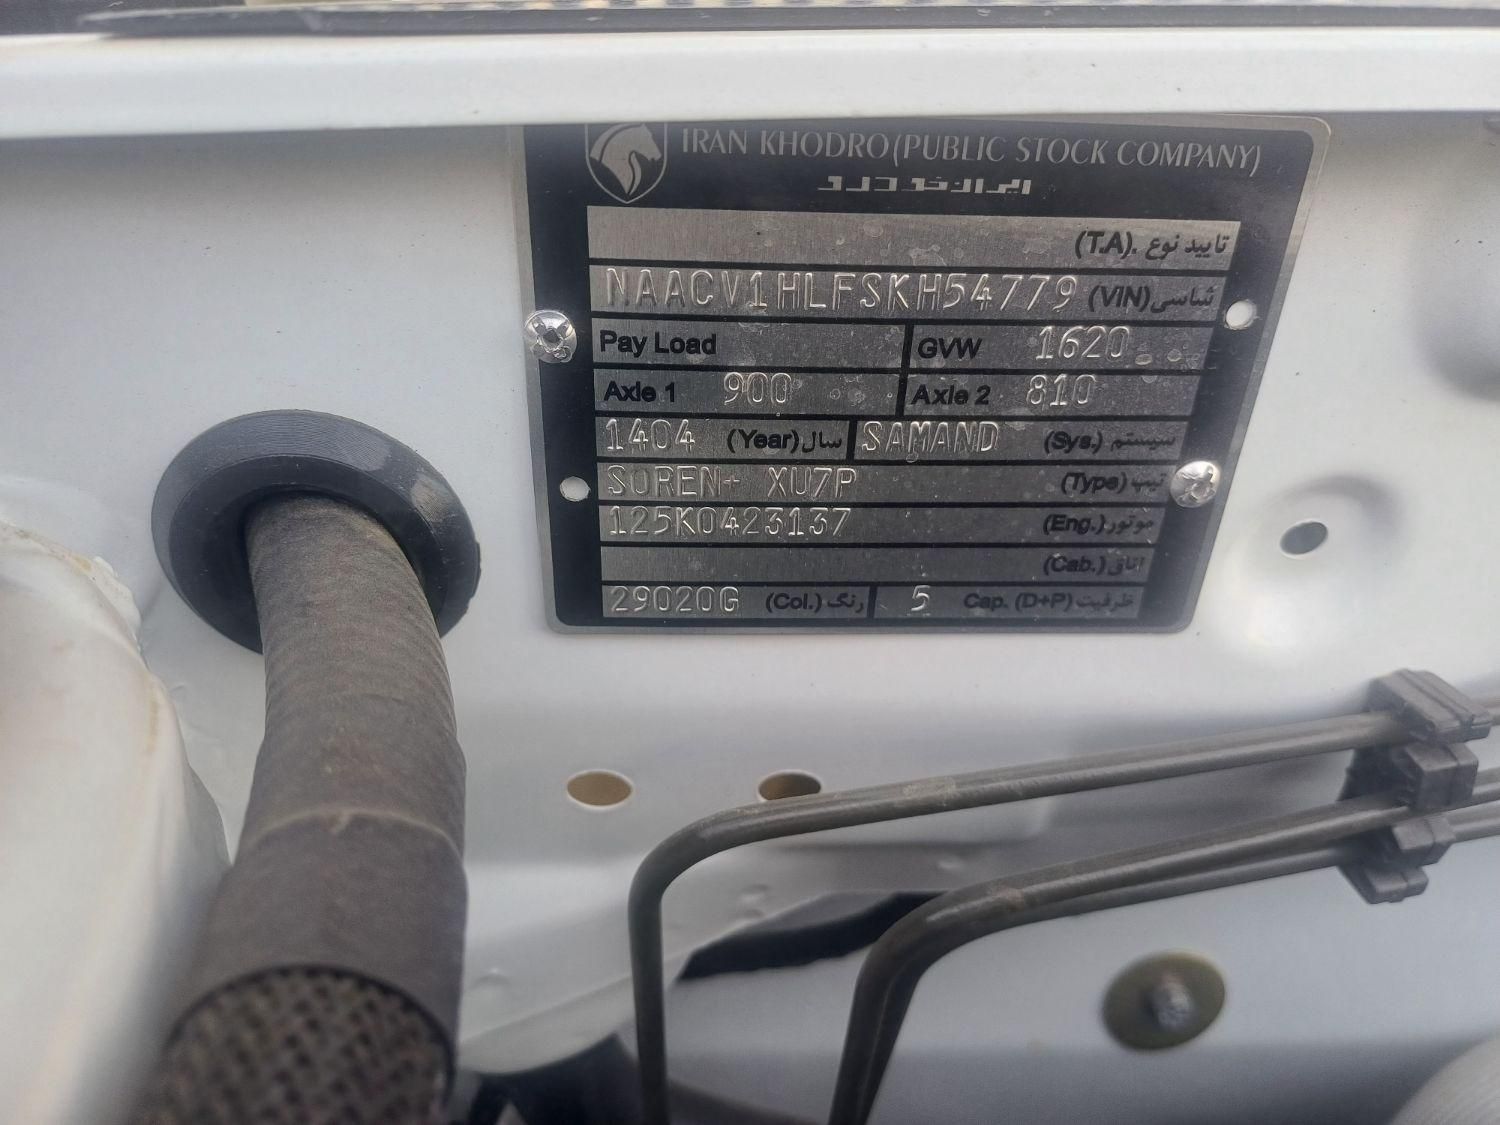 IRAN KHODRO (PUBLIC STOCK COMPANY)
ایران خودرو
تایید نوع .(T.A)
NAACV1HLFSKH54779 (VIN) شاسی
Pay Load GVW 1620
Axle 1 900 Axle 2 810
1404 (Year) سال SAMAND (Sys.) سیستم
SOREN+ XU7P (Type) تیپ
125K0423137 (Eng.) موتور
(Cab.) اتاق
29020G (Col.) رنگ 5 Cap. (D+P) ظرفیت